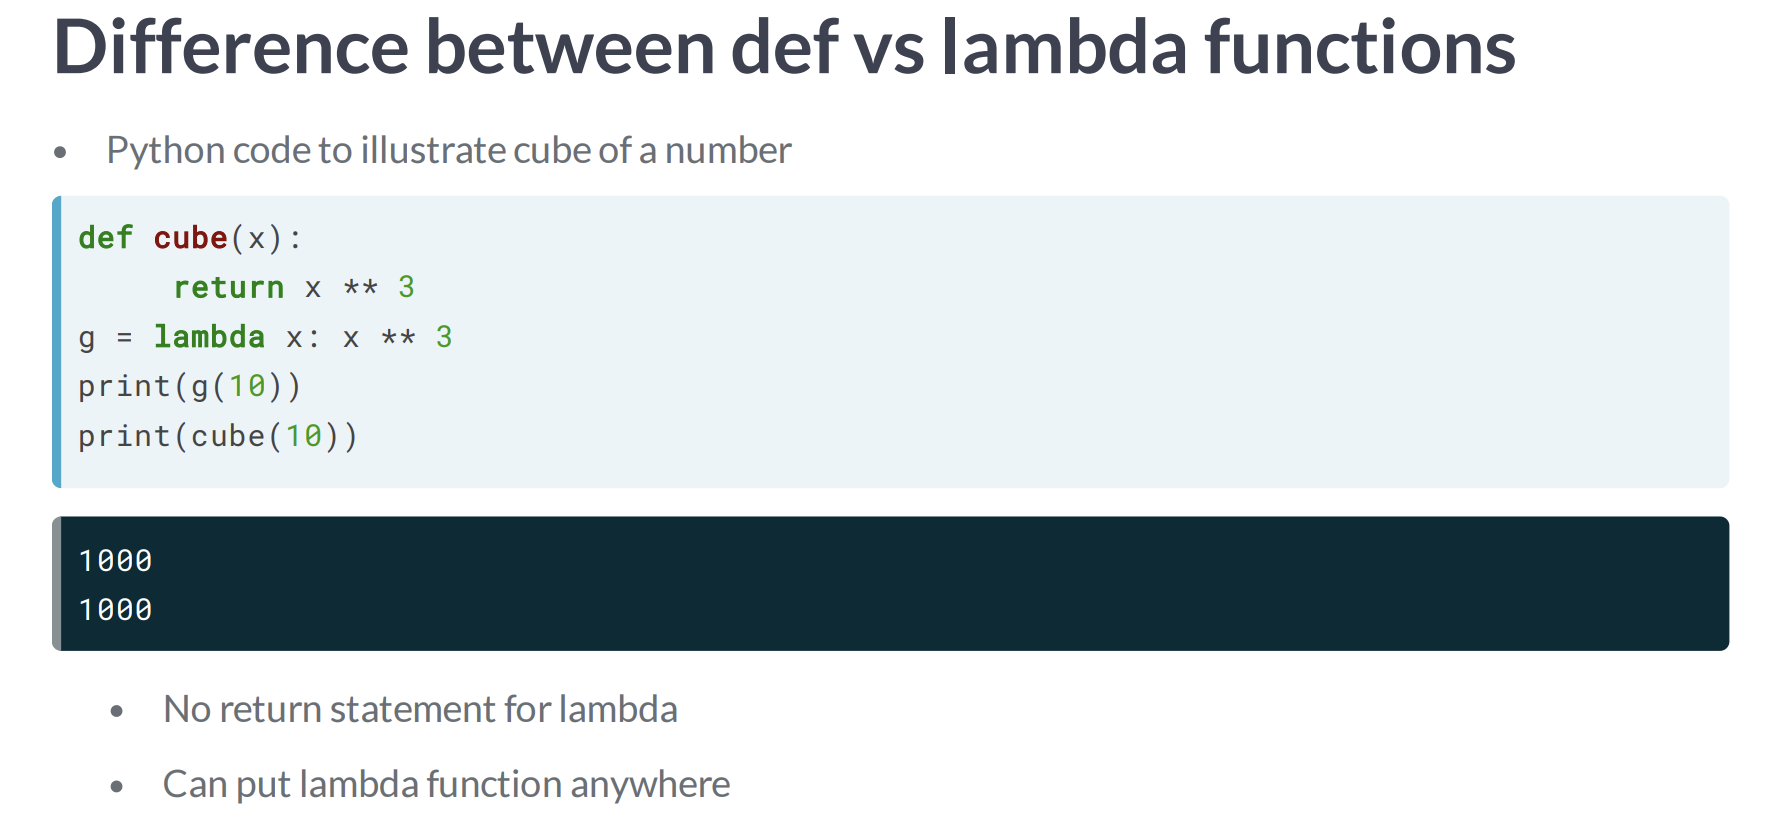 Difference between def vs lambda functions
• Python code to illustrate cube of a number
def cube(x):
     return x ** 3
g = lambda x: x ** 3
print(g(10))
print(cube(10))
1000
1000
• No return statement for lambda
• Can put lambda function anywhere